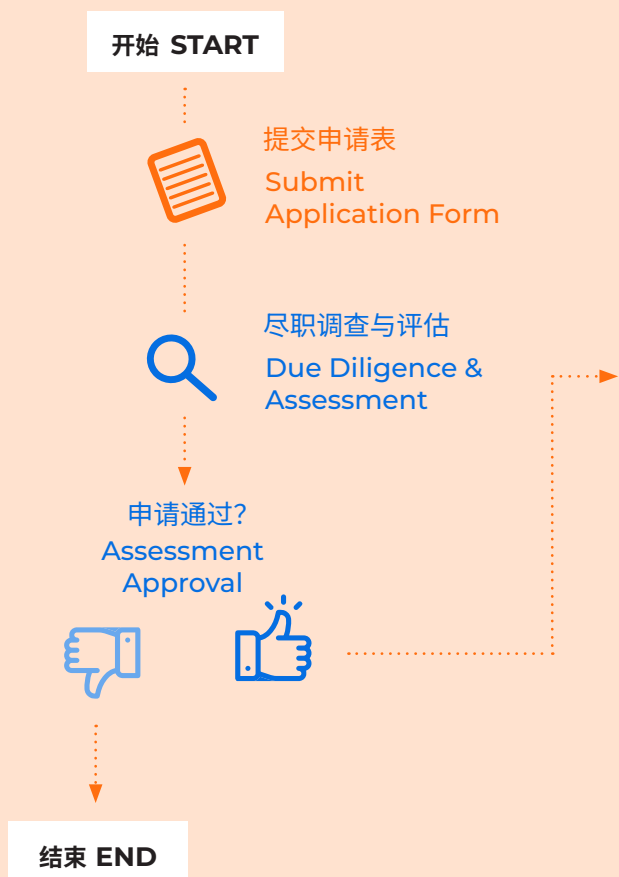 开始 START
提交申请表
Submit
Application Form
尽职调查与评估
Due Diligence &
Assessment
申请通过?
Assessment
Approval
结束 END